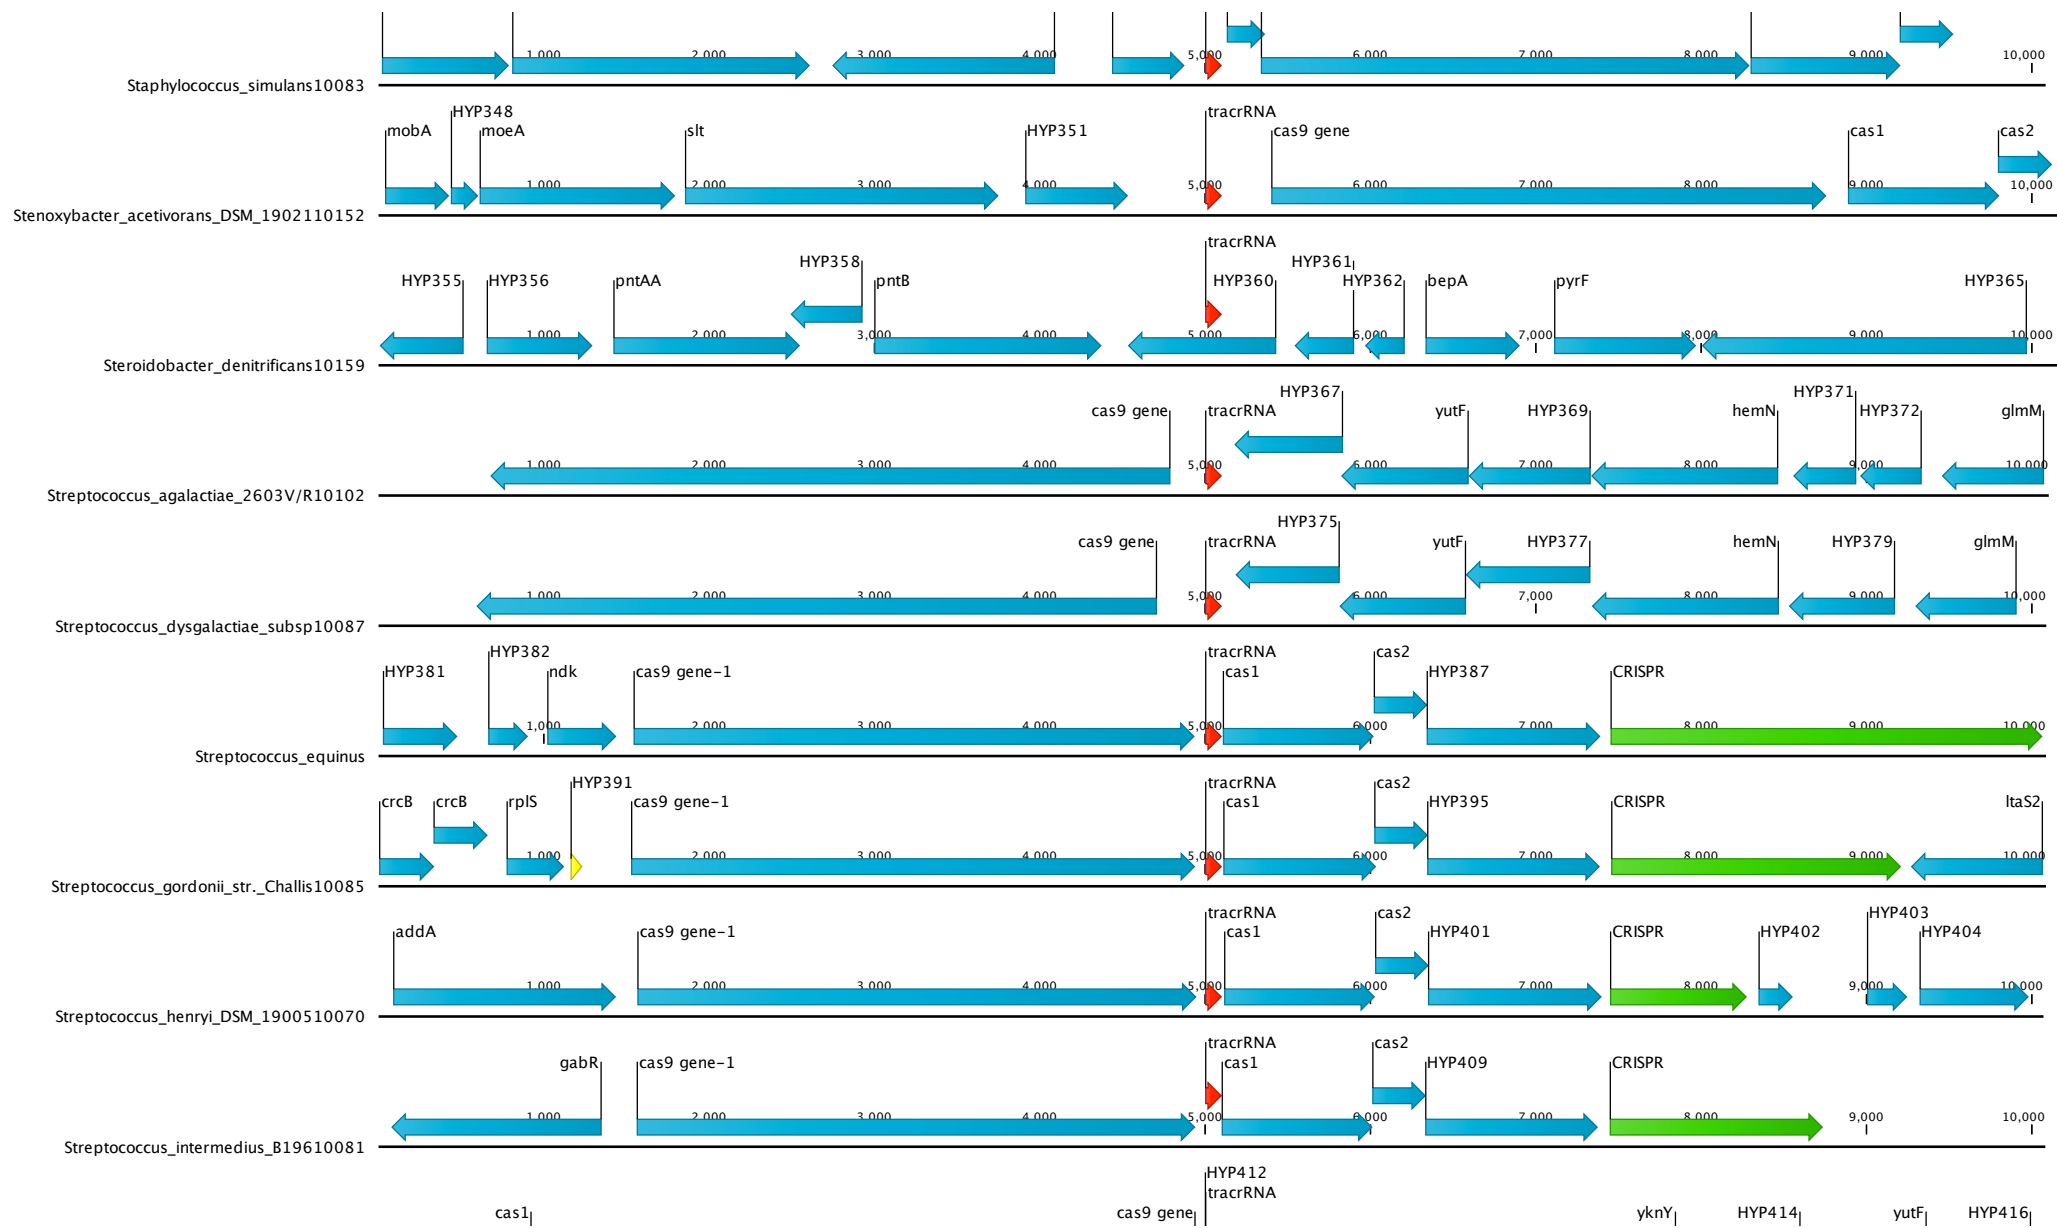 1,000 2,000 3,000 4,000 5,000 6,000 7,000 8,000 9,000 10,000
Staphylococcus_simulans10083
HYP348 tracrRNA
mobA moeA slt HYP351 cas9 gene cas1 cas2
1,000 2,000 3,000 4,000 5,000 6,000 7,000 8,000 9,000 10,000
Stenoxybacter_acetivorans_DSM_1902110152
tracrRNA
HYP358 HYP361
HYP355 HYP356 pntAA pntB HYP360 HYP362 bepA pyrF HYP365
1,000 2,000 3,000 4,000 5,000 6,000 7,000 8,000 9,000 10,000
Steroidobacter_denitrificans10159
HYP367 HYP371
cas9 gene tracrRNA yutF HYP369 hemN HYP372 glmM
1,000 2,000 3,000 4,000 5,000 6,000 7,000 8,000 9,000 10,000
Streptococcus_agalactiae_2603V/R10102
HYP375
cas9 gene tracrRNA yutF HYP377 hemN HYP379 glmM
1,000 2,000 3,000 4,000 5,000 6,000 7,000 8,000 9,000 10,000
Streptococcus_dysgalactiae_subsp10087
HYP382 tracrRNA cas2
HYP381 ndk cas9 gene-1 cas1 HYP387 CRISPR
1,000 2,000 3,000 4,000 5,000 6,000 7,000 8,000 9,000 10,000
Streptococcus_equinus
HYP391 tracrRNA cas2
crcB crcB rplS cas9 gene-1 cas1 HYP395 CRISPR ltaS2
1,000 2,000 3,000 4,000 5,000 6,000 7,000 8,000 9,000 10,000
Streptococcus_gordonii_str._Challis10085
tracrRNA cas2 HYP403
addA cas9 gene-1 cas1 HYP401 CRISPR HYP402 HYP404
1,000 2,000 3,000 4,000 5,000 6,000 7,000 8,000 9,000 10,000
Streptococcus_henryi_DSM_1900510070
tracrRNA cas2
gabR cas9 gene-1 cas1 HYP409 CRISPR
1,000 2,000 3,000 4,000 5,000 6,000 7,000 8,000 9,000 10,000
Streptococcus_intermedius_B19610081
HYP412
tracrRNA
cas1 cas9 gene yknY HYP414 yutF HYP416